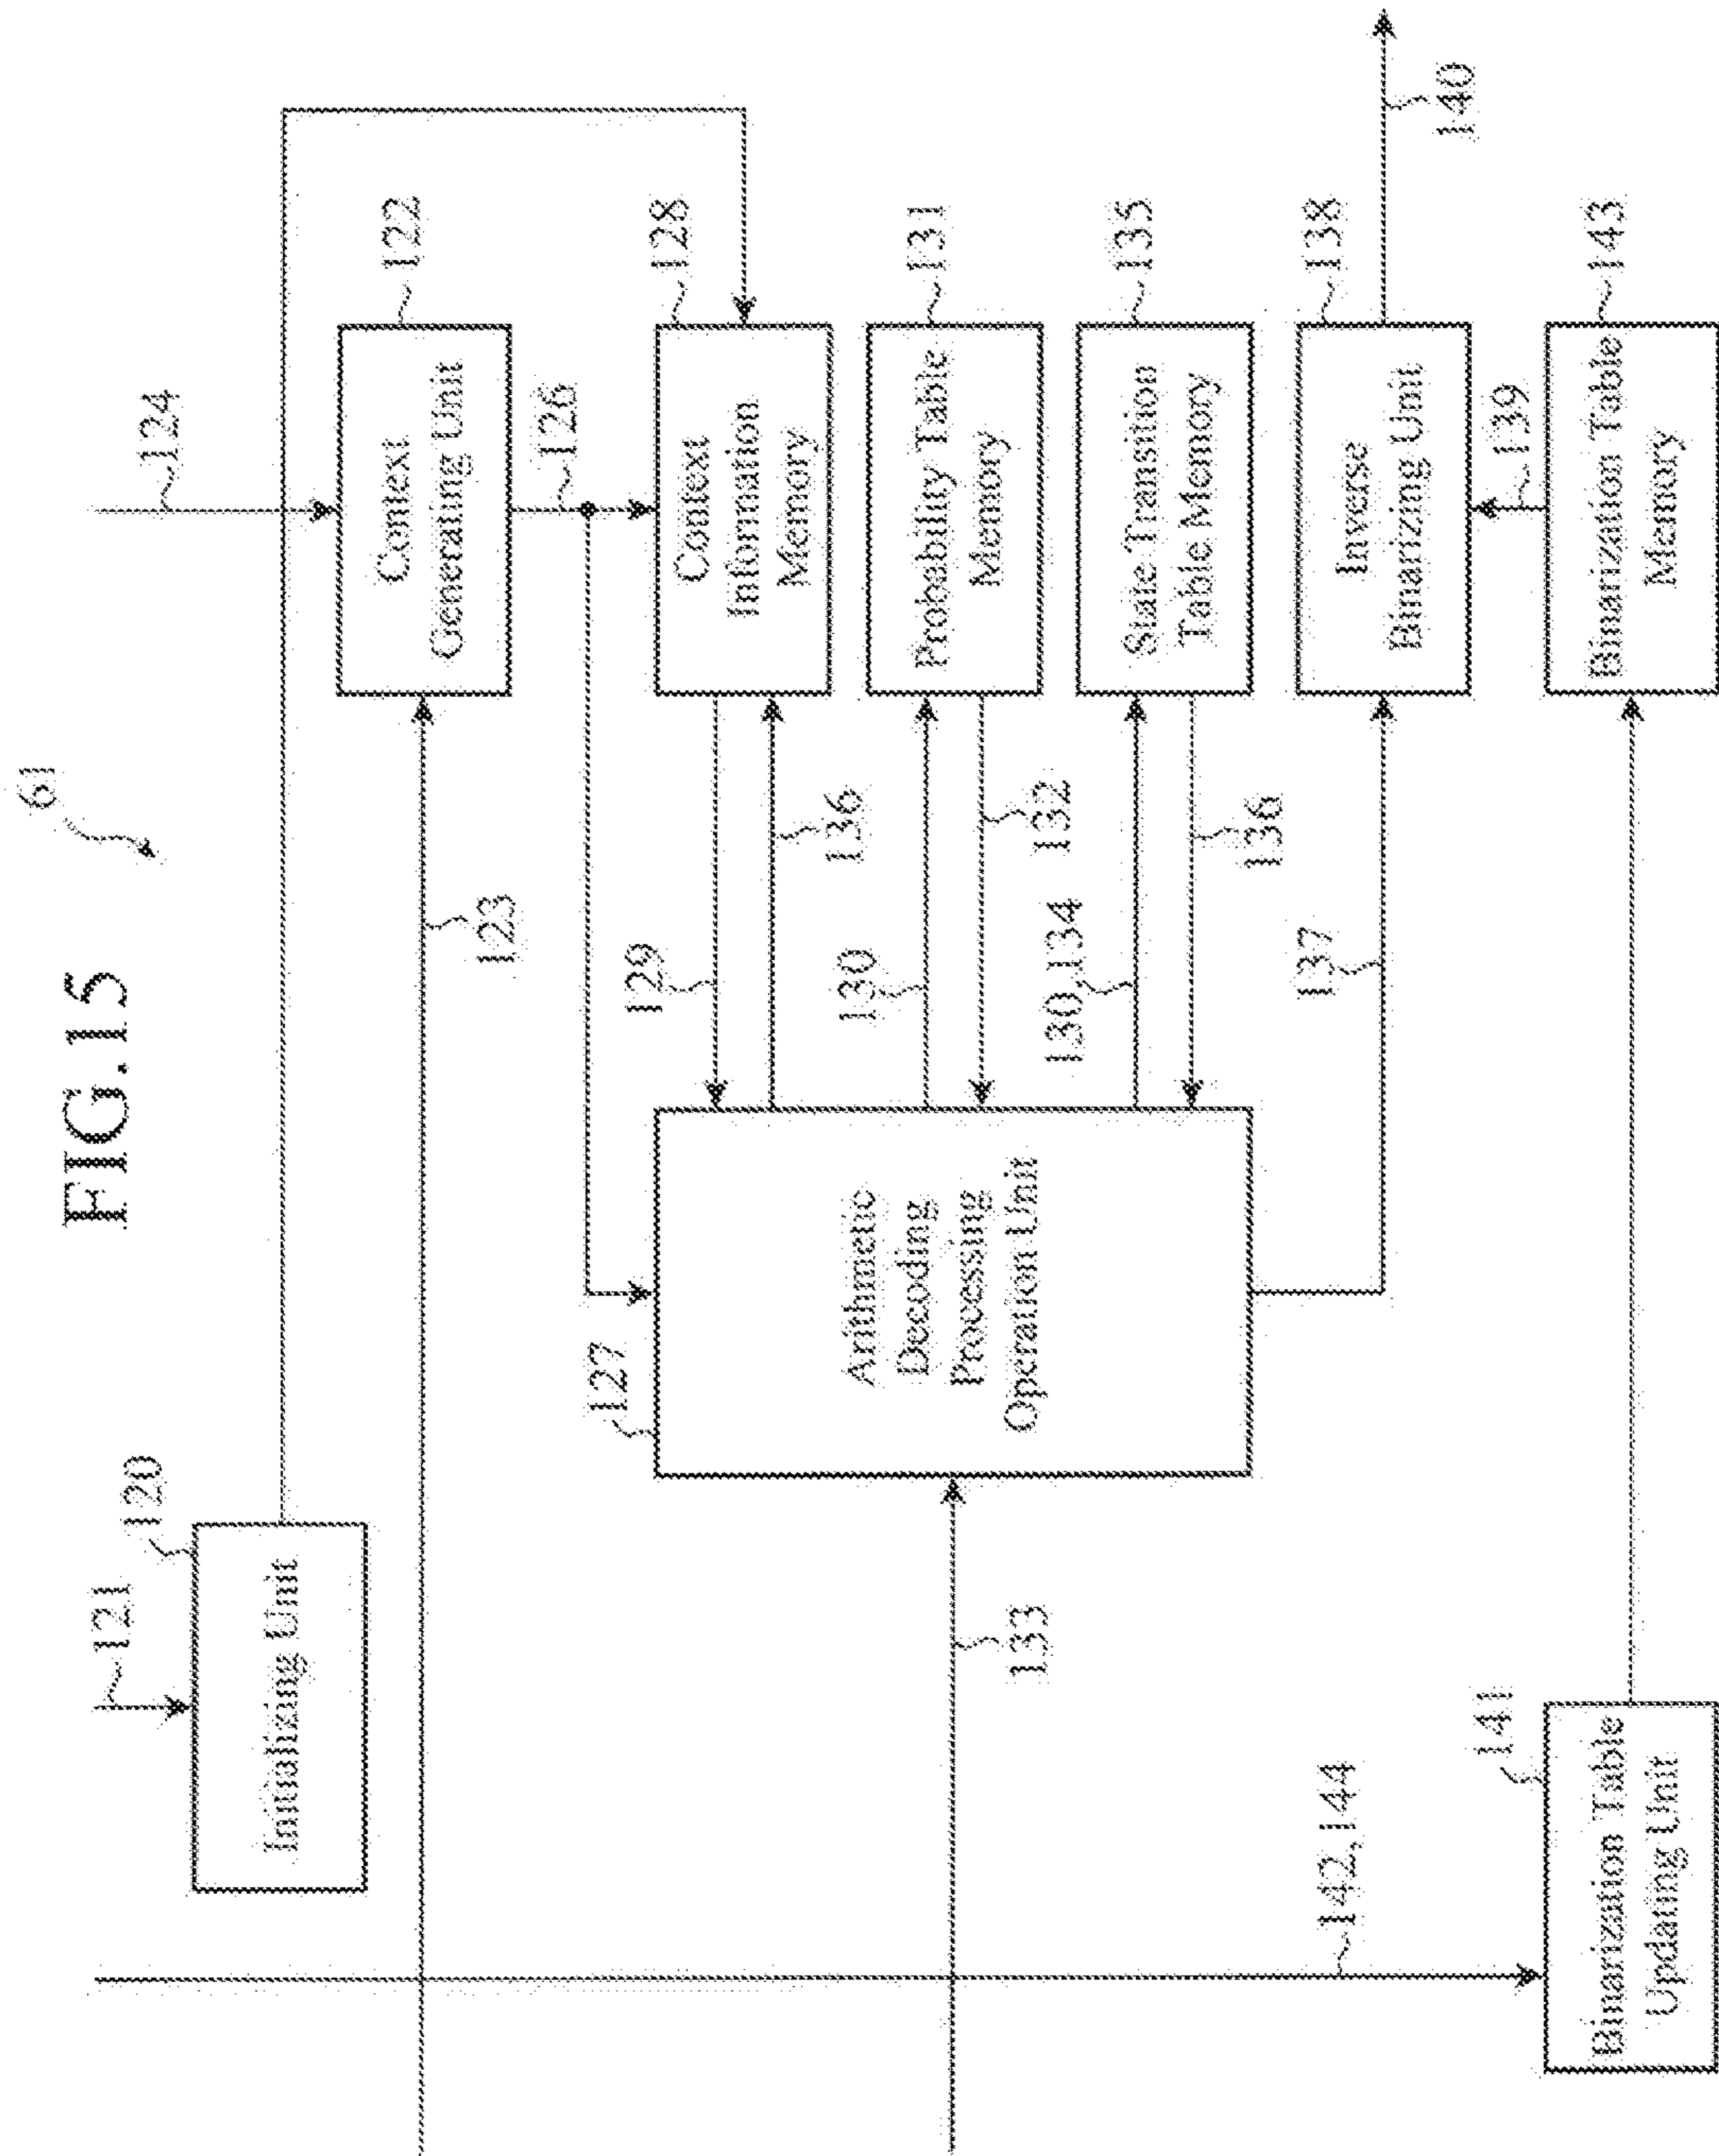 FIG.15
61
121
120
Initializing Unit
124
122
Context
Generating Unit
123
126
128
Context
Information
Memory
129
136
127
Arithmetic
Decoding
Processing
Operation Unit
131
Probability Table
Memory
130
132
133
135
State Transition
Table Memory
130,134
136
137
138
Inverse
Binarizing Unit
140
139
142,144
141
Binarization Table
Updating Unit
143
Binarization Table
Memory